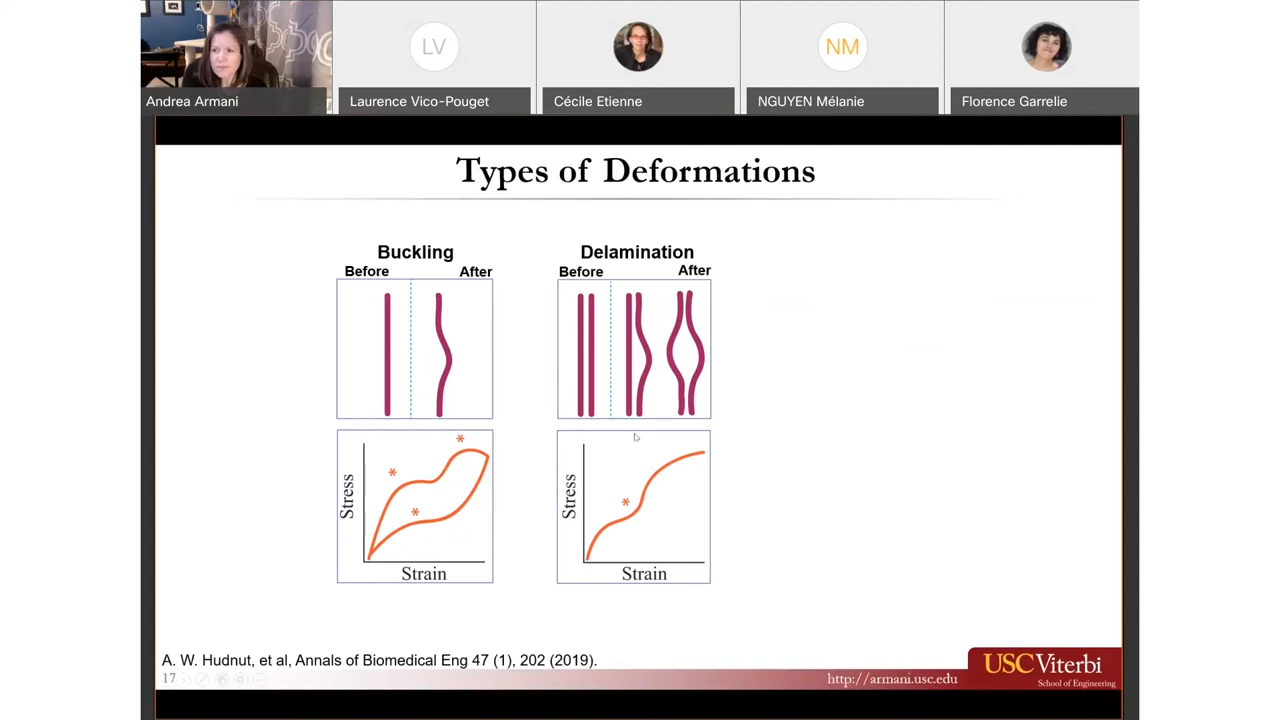 LV
NM
Andrea Armani
Laurence Vico-Pouget
Cécile Etienne
NGUYEN Mélanie
Florence Garrelie
Types of Deformations
Buckling
Before After
Delamination
Before After
* * *
Stress
Strain
*
Stress
Strain
A. W. Hudnut, et al, Annals of Biomedical Eng 47 (1), 202 (2019).
17
http://armani.usc.edu
USC Viterbi
School of Engineering